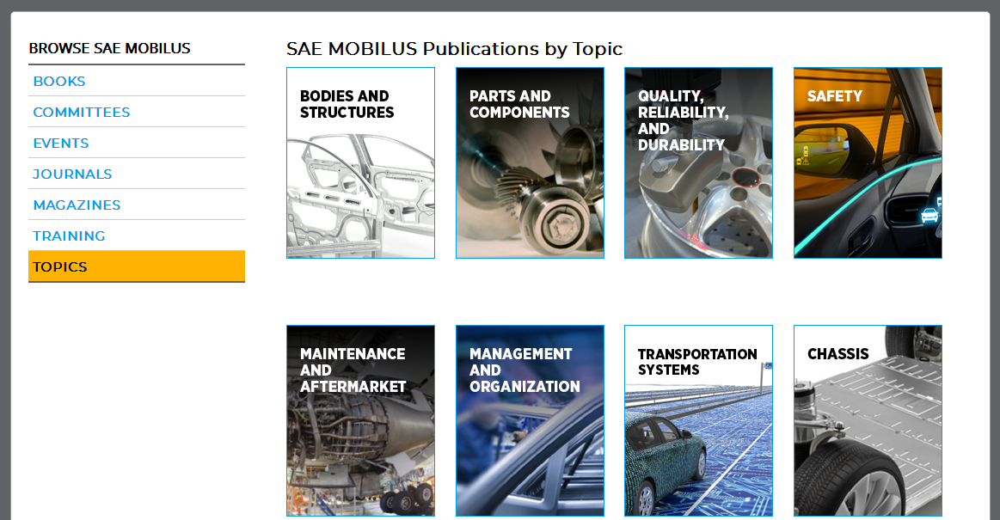 BROWSE SAE MOBILUS
BOOKS
COMMITTEES
EVENTS
JOURNALS
MAGAZINES
TRAINING
TOPICS
SAE MOBILUS Publications by Topic
BODIES AND
STRUCTURES
PARTS AND
COMPONENTS
QUALITY,
RELIABILITY,
AND
DURABILITY
SAFETY
MAINTENANCE
AND
AFTERMARKET
MANAGEMENT
AND
ORGANIZATION
TRANSPORTATION
SYSTEMS
CHASSIS